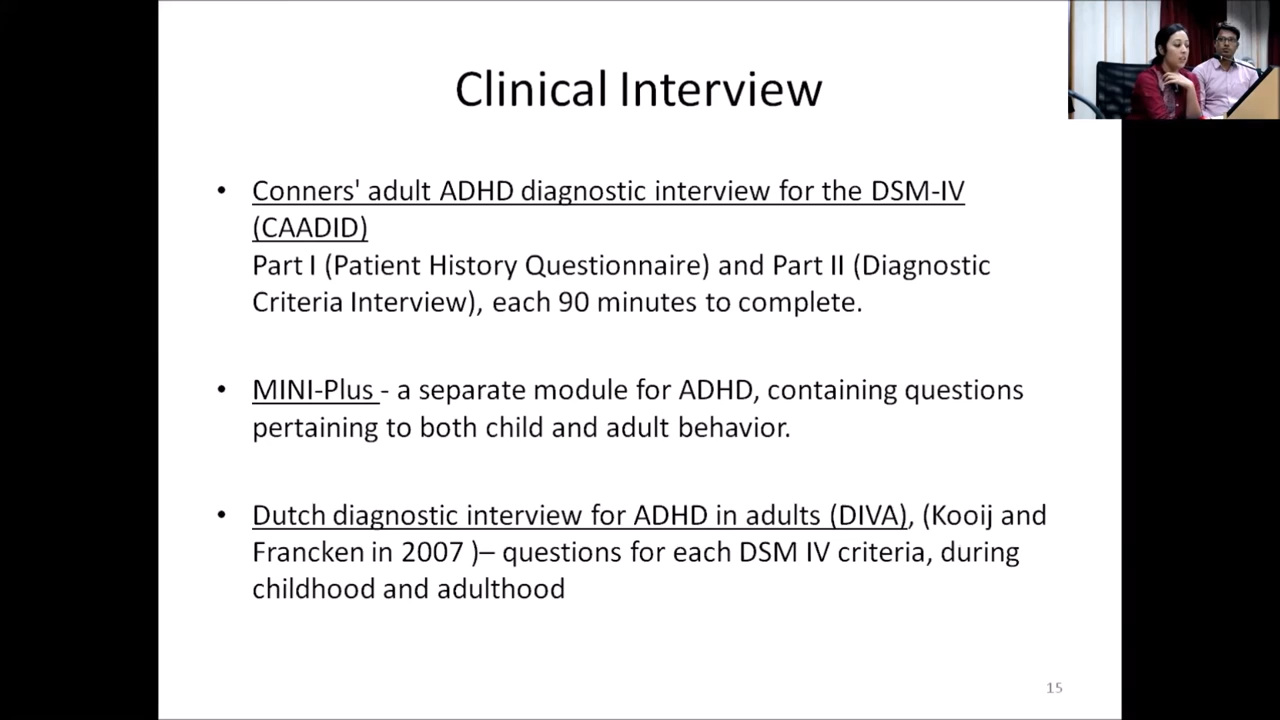 Clinical Interview
• Conners' adult ADHD diagnostic interview for the DSM-IV
(CAADID)
Part I (Patient History Questionnaire) and Part II (Diagnostic
Criteria Interview), each 90 minutes to complete.
• MINI-Plus - a separate module for ADHD, containing questions
pertaining to both child and adult behavior.
• Dutch diagnostic interview for ADHD in adults (DIVA), (Kooij and
Francken in 2007 )– questions for each DSM IV criteria, during
childhood and adulthood
15